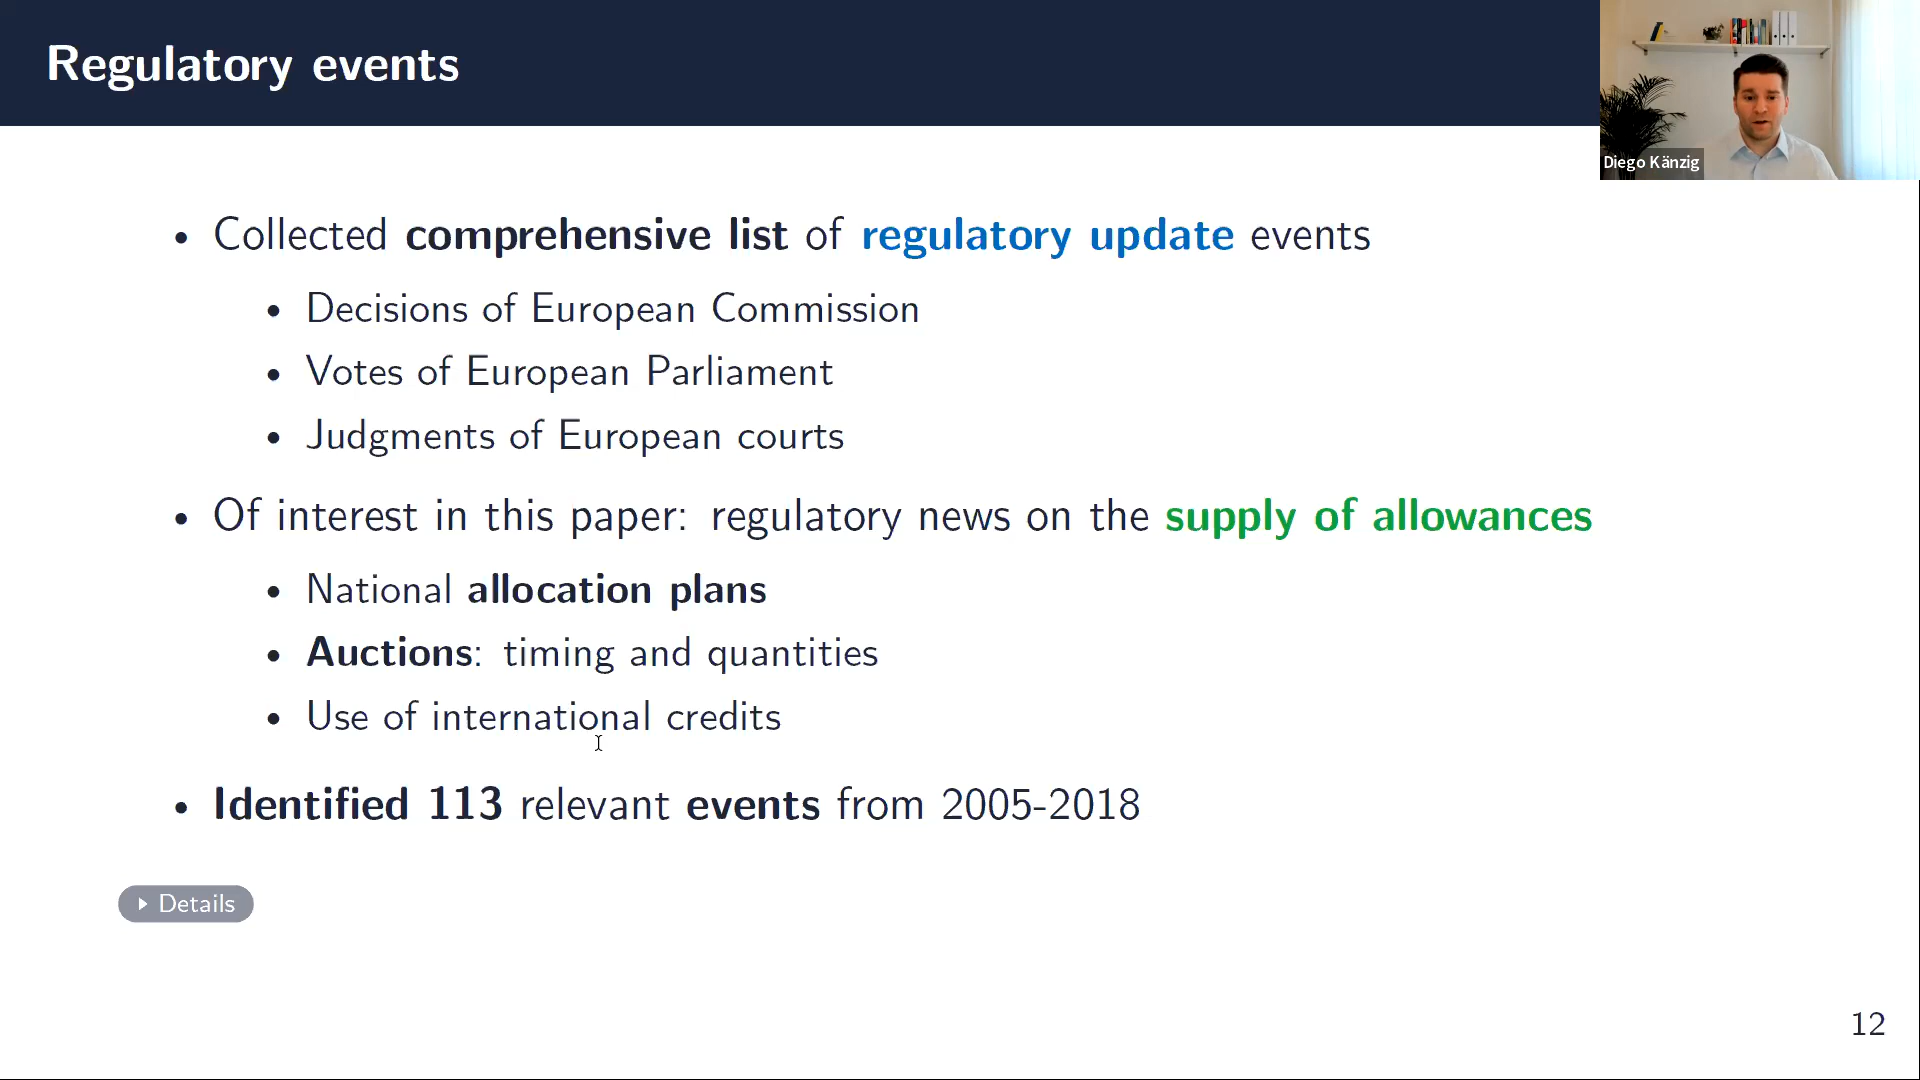 Regulatory events
Diego Känzig
• Collected comprehensive list of regulatory update events
• Decisions of European Commission
• Votes of European Parliament
• Judgments of European courts
• Of interest in this paper: regulatory news on the supply of allowances
• National allocation plans
• Auctions: timing and quantities
• Use of international credits
• Identified 113 relevant events from 2005-2018
Details
12